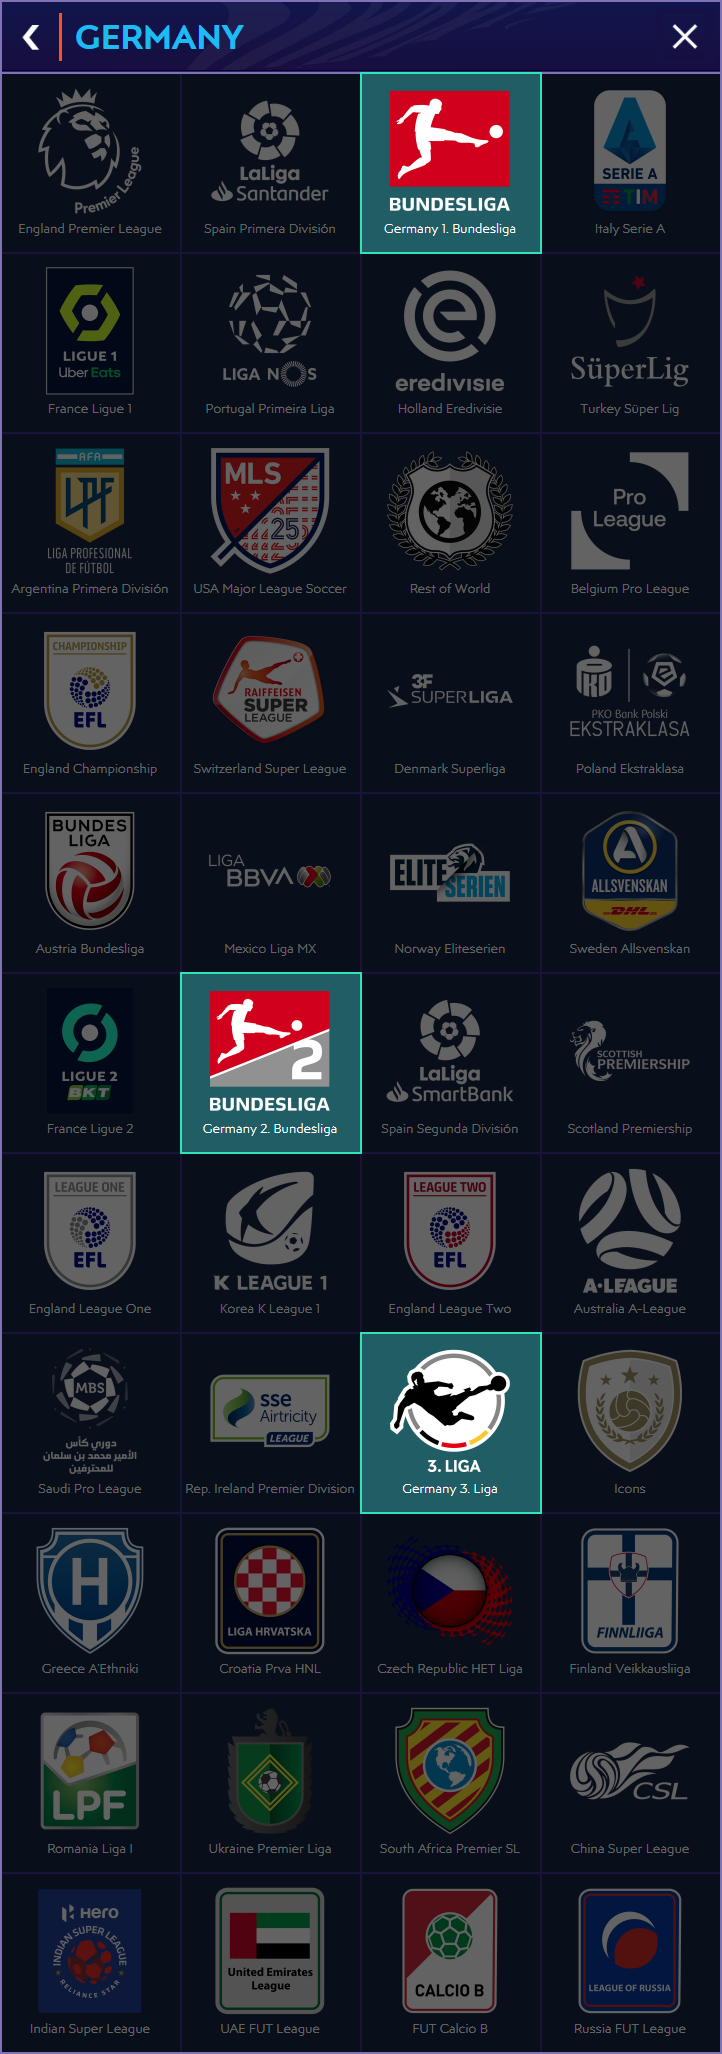 GERMANY
Premier League
England Premier League
LaLiga
Santander
Spain Primera División
BUNDESLIGA
Germany 1. Bundesliga
SERIE A
TIM
Italy Serie A
LIGUE 1
Uber Eats
France Ligue 1
LIGA NOS
Portugal Primeira Liga
eredivisie
Holland Eredivisie
SüperLig
Turkey Süper Lig
AFA
LPF
LIGA PROFESIONAL
DE FÚTBOL
Argentina Primera División
MLS
25
USA Major League Soccer
Rest of World
Pro
League
Belgium Pro League
CHAMPIONSHIP
EFL
England Championship
RAIFFEISEN
SUPER
LEAGUE
Switzerland Super League
3F
SUPERLIGA
Denmark Superliga
PKO Bank Polski
EKSTRAKLASA
Poland Ekstraklasa
BUNDES
LIGA
Austria Bundesliga
LIGA
BBVA
Mexico Liga MX
ELITE
SERIEN
Norway Eliteserien
ALLSVENSKAN
DHL
Sweden Allsvenskan
LIGUE 2
BKT
France Ligue 2
2
BUNDESLIGA
Germany 2. Bundesliga
LaLiga
SmartBank
Spain Segunda División
SCOTTISH
PREMIERSHIP
Scotland Premiership
LEAGUE ONE
EFL
England League One
K LEAGUE 1
Korea K League 1
LEAGUE TWO
EFL
England League Two
A-LEAGUE
Australia A-League
MBS
دوري كأس
الأمير محمد بن سلمان
للمحترفين
Saudi Pro League
sse
Airtricity
LEAGUE
Rep. Ireland Premier Division
3. LIGA
Germany 3. Liga
Icons
H
Greece A'Ethniki
LIGA HRVATSKA
Croatia Prva HNL
Czech Republic HET Liga
FINNLIIGA
Finland Veikkausliiga
LPF
Romania Liga I
Ukraine Premier Liga
South Africa Premier SL
CSL
China Super League
Hero
INDIAN SUPER LEAGUE
RELIANCE STAR
Indian Super League
United Emirates
League
UAE FUT League
CALCIO B
FUT Calcio B
LEAGUE OF RUSSIA
Russia FUT League